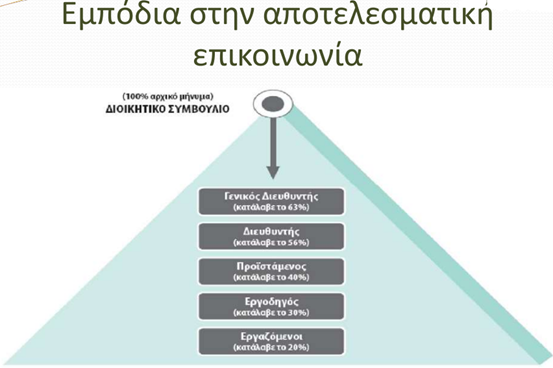 Εμπόδια στην αποτελεσματική
επικοινωνία
(100% αρχικό μήνυμα)
ΔΙΟΙΚΗΤΙΚΟ ΣΥΜΒΟΥΛΙΟ
Γενικός Διευθυντής
(κατάλαβε το 63%)
Διευθυντής
(κατάλαβε το 56%)
Προϊστάμενος
(κατάλαβε το 40%)
Εργοδηγός
(κατάλαβε το 30%)
Εργαζόμενοι
(κατάλαβε το 20%)